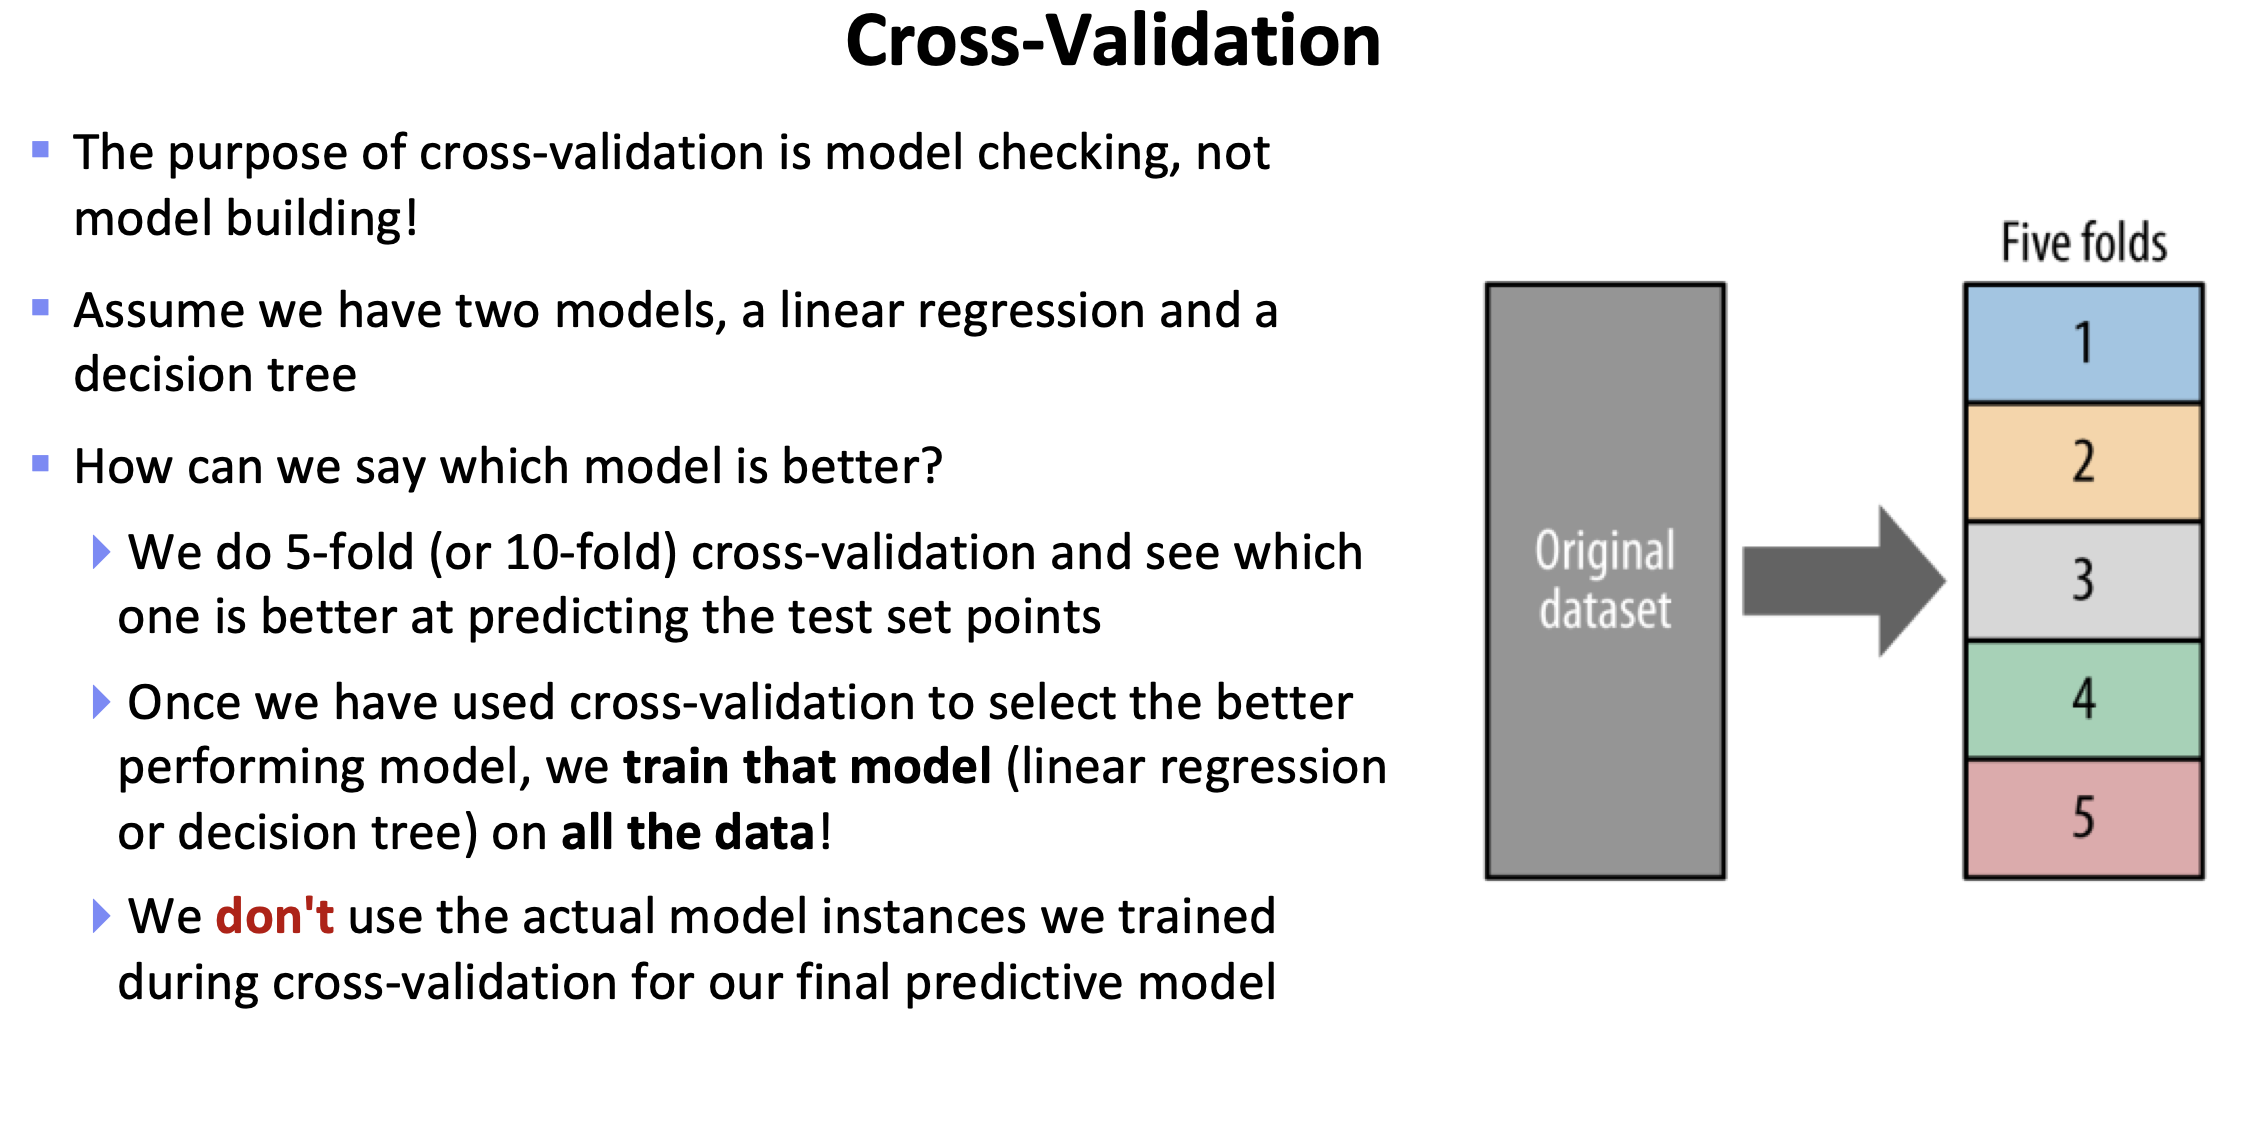 Cross-Validation
The purpose of cross-validation is model checking, not
model building!
Assume we have two models, a linear regression and a
decision tree
How can we say which model is better?
We do 5-fold (or 10-fold) cross-validation and see which
one is better at predicting the test set points
Once we have used cross-validation to select the better
performing model, we train that model (linear regression
or decision tree) on all the data!
We don't use the actual model instances we trained
during cross-validation for our final predictive model
Original
dataset
Five folds
1
2
3
4
5